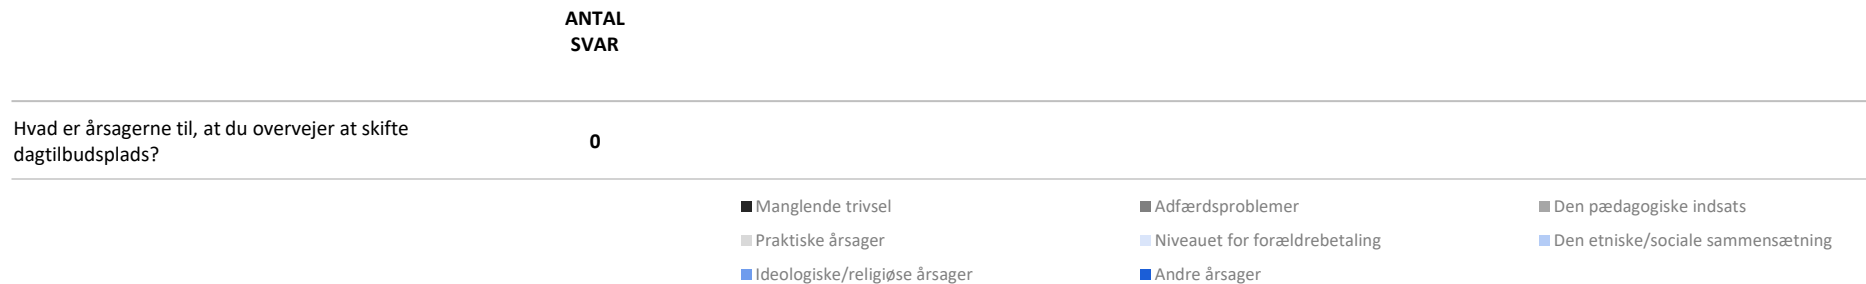 ANTAL
SVAR
Hvad er årsagerne til, at du overvejer at skifte
dagtilbudsplads?
0
Manglende trivsel
Adfærdsproblemer
Den pædagogiske indsats
Praktiske årsager
Niveauet for forældrebetaling
Den etniske/sociale sammensætning
Ideologiske/religiøse årsager
Andre årsager